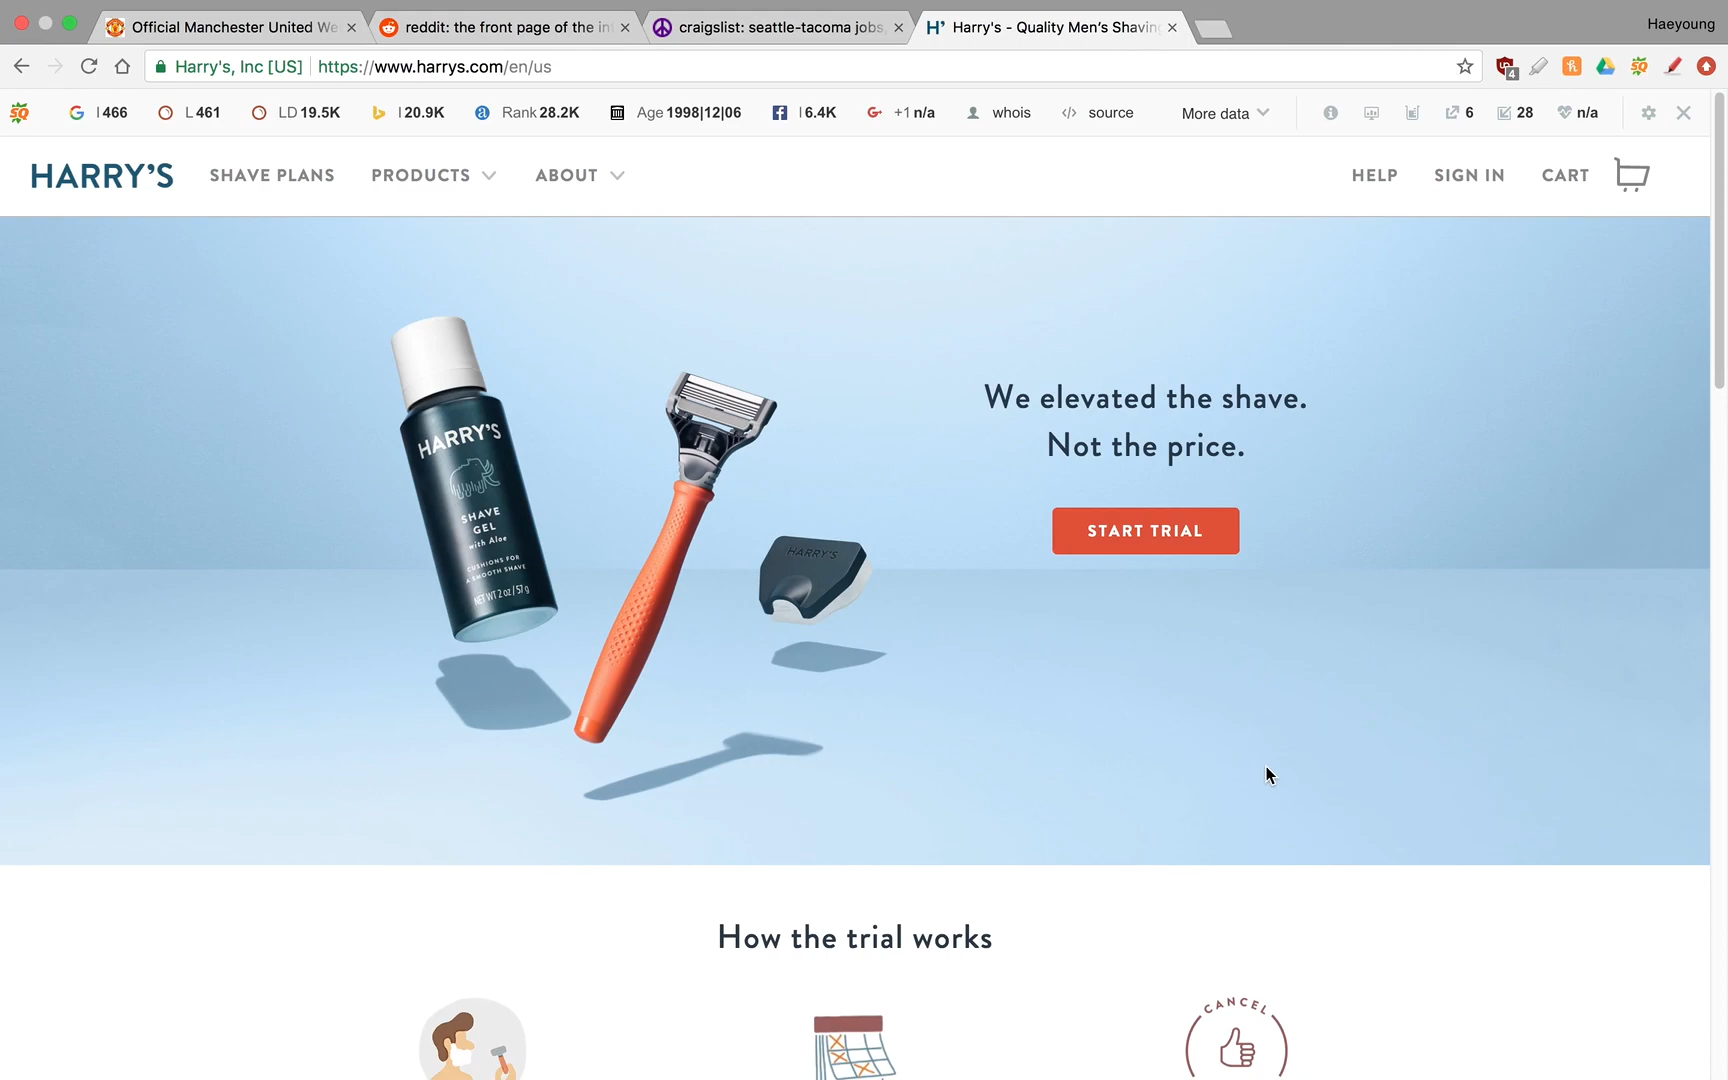 Official Manchester United We
reddit: the front page of the in
craigslist: seattle-tacoma jobs,
H' Harry's - Quality Men's Shaving
Haeyoung
Harry's, Inc [US]
https://www.harrys.com/en/us
4
SQ
I 466
L 461
LD 19.5K
I 20.9K
Rank 28.2K
Age 1998|12|06
I 6.4K
+1 n/a
whois
source
More data
6
28
n/a
HARRY'S
SHAVE PLANS
PRODUCTS
ABOUT
HELP
SIGN IN
CART
HARRY'S
SHAVE
GEL
with Aloe
CUSHIONS FOR
A SMOOTH SHAVE
NET WT 2 oz / 57 g
HARRY'S
We elevated the shave.
Not the price.
START TRIAL
How the trial works
CANCEL